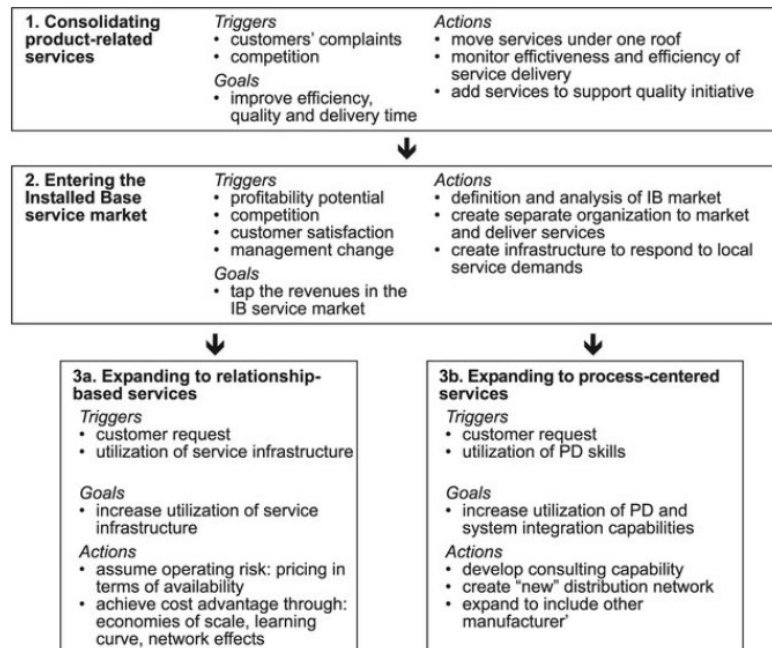 1. Consolidating
product-related
services
Triggers
• customers' complaints
• competition
Goals
• improve efficiency,
quality and delivery time
Actions
• move services under one roof
• monitor effictiveness and efficiency of
service delivery
• add services to support quality initiative
2. Entering the
Installed Base
service market
Triggers
• profitability potential
• competition
• customer satisfaction
• management change
Goals
• tap the revenues in the
IB service market
Actions
• definition and analysis of IB market
• create separate organization to market
and deliver services
• create infrastructure to respond to local
service demands
3a. Expanding to relationship-
based services
Triggers
• customer request
• utilization of service infrastructure
Goals
• increase utilization of service
infrastructure
Actions
• assume operating risk: pricing in
terms of availability
• achieve cost advantage through:
economies of scale, learning
curve, network effects
3b. Expanding to process-centered
services
Triggers
• customer request
• utilization of PD skills
Goals
• increase utilization of PD and
system integration capabilities
Actions
• develop consulting capability
• create “new” distribution network
• expand to include other
manufacturer'